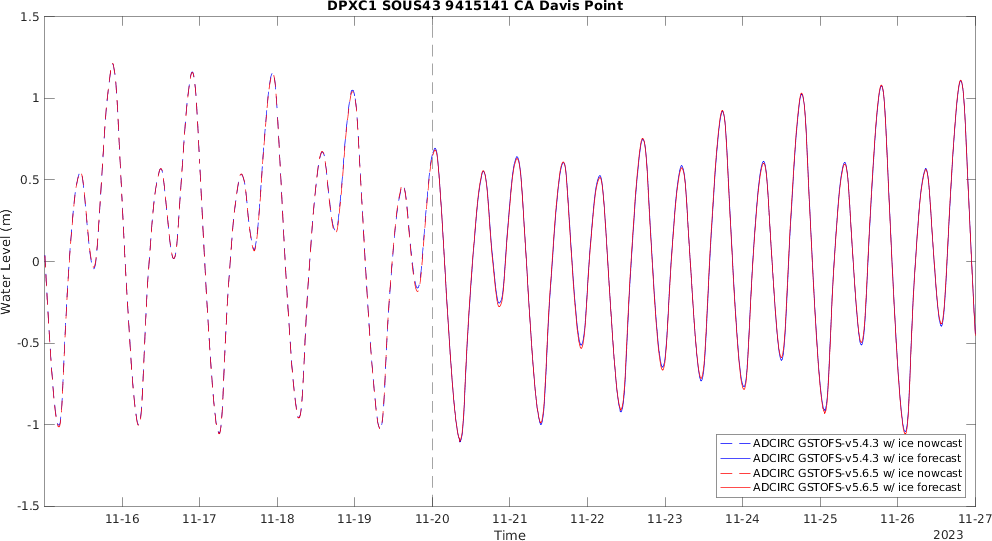 DPXC1 SOUS43 9415141 CA Davis Point
1.5
1
0.5
0
-0.5
-1
-1.5
Water Level (m)
ADCIRC GSTOFS-v5.4.3 w/ ice nowcast
ADCIRC GSTOFS-v5.4.3 w/ ice forecast
ADCIRC GSTOFS-v5.6.5 w/ ice nowcast
ADCIRC GSTOFS-v5.6.5 w/ ice forecast
11-16 11-17 11-18 11-19 11-20 11-21 11-22 11-23 11-24 11-25 11-26 11-27
Time
2023